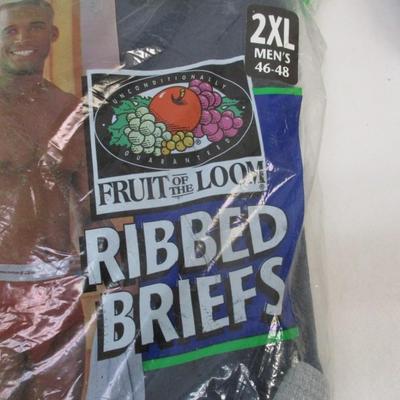 2XL
MEN'S
46-48
UNCONDITIONALLY
GUARANTEED
FRUIT OF THE LOOM®
RIBBED
BRIEFS